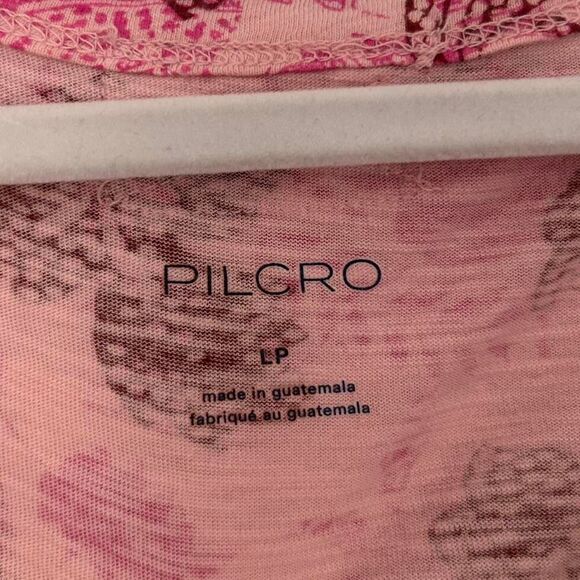 PILCRO
LP
made in guatemala
fabriqué au guatemala